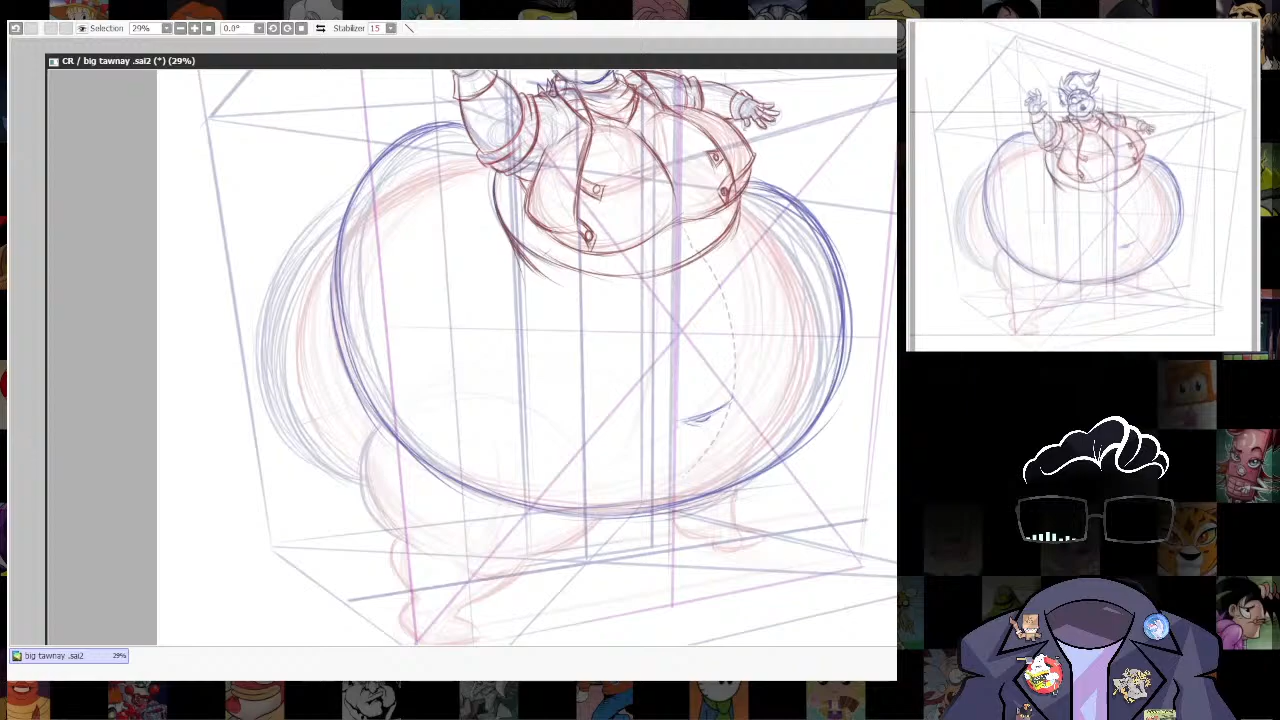 Selection 29% 0.0° Stabilizer 15
CR / big tawnay .sai2 (*) (29%)
big tawnay .sai2 29%